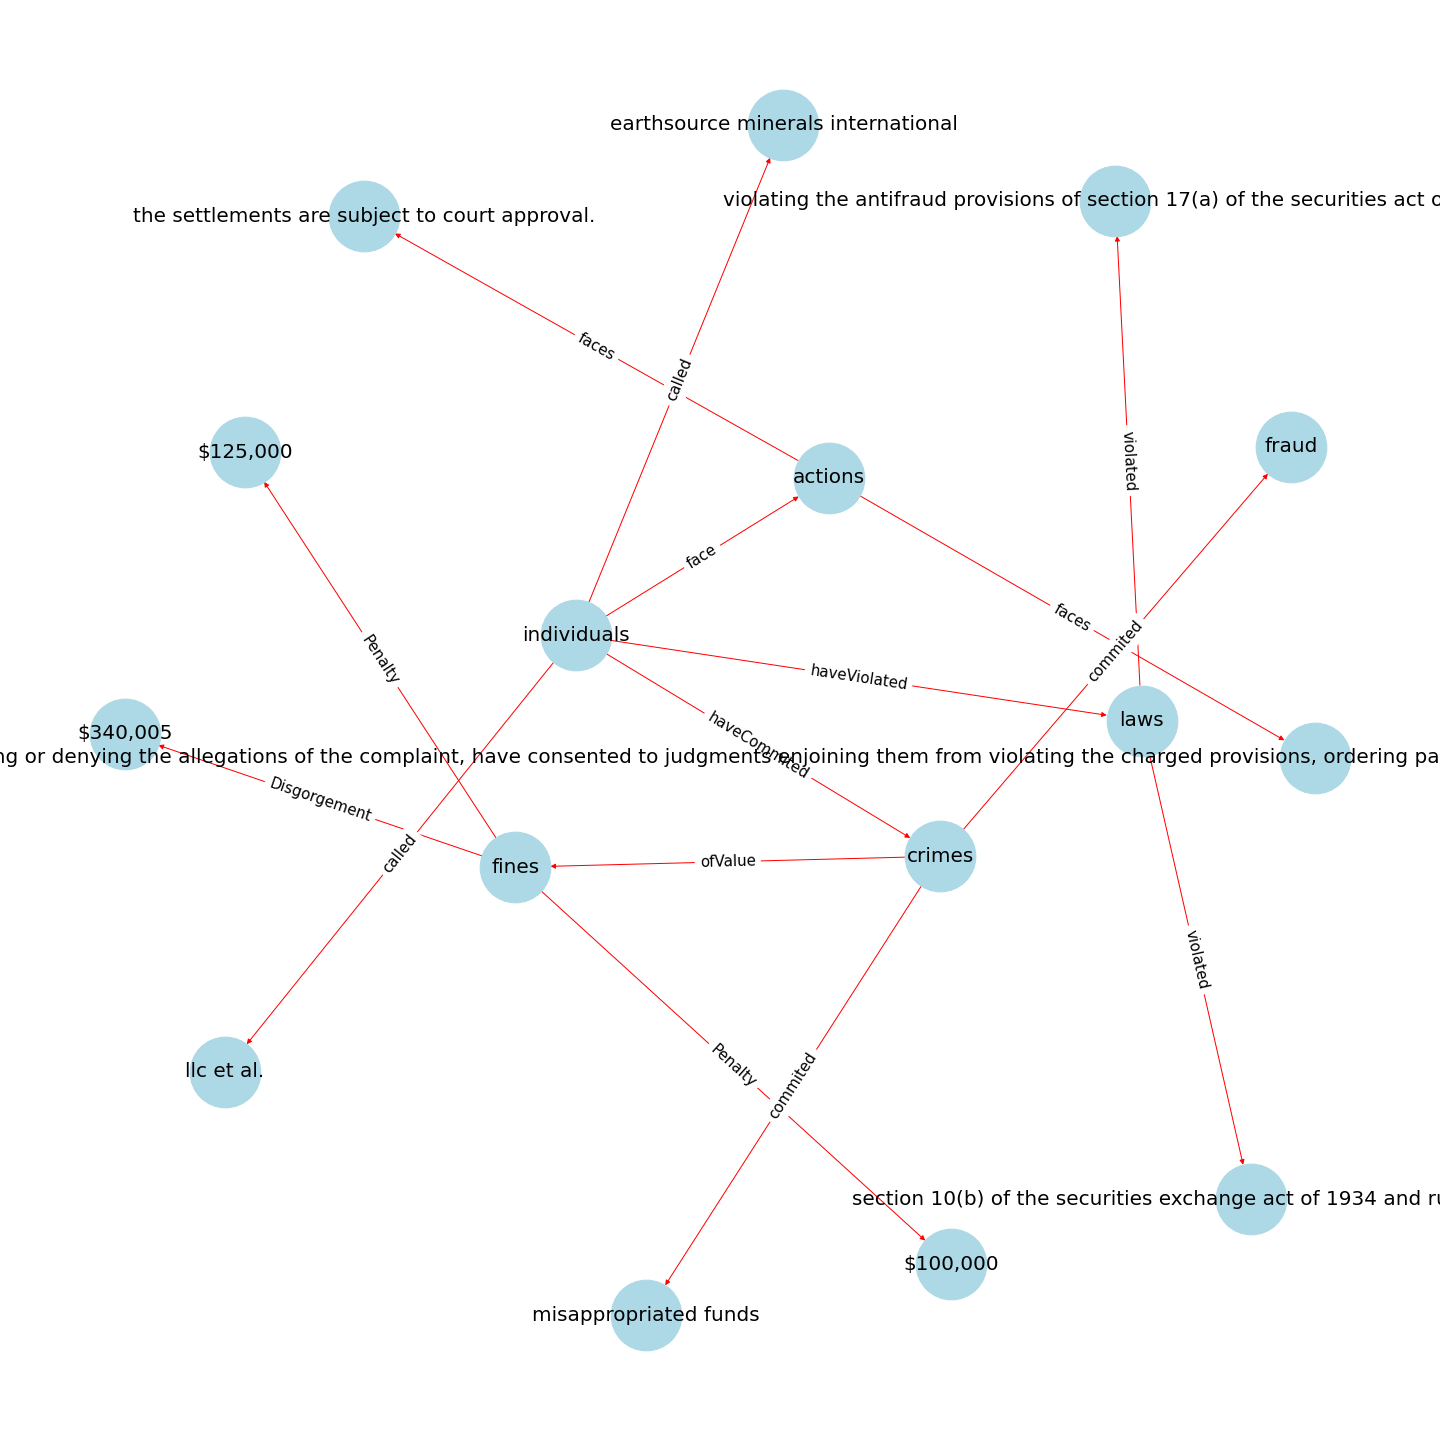 earthsource minerals international
violating the antifraud provisions of section 17(a) of the securities act o
the settlements are subject to court approval.
faces
called
violated
fraud
$125,000
actions
face
faces
commited
individuals
Penalty
haveViolated
laws
$340,005
haveCommited
ng or denying the allegations of the complaint, have consented to judgments enjoining them from violating the charged provisions, ordering pa
Disgorgement
called
fines
ofValue
crimes
violated
llc et al.
Penalty
commited
section 10(b) of the securities exchange act of 1934 and ru
$100,000
misappropriated funds